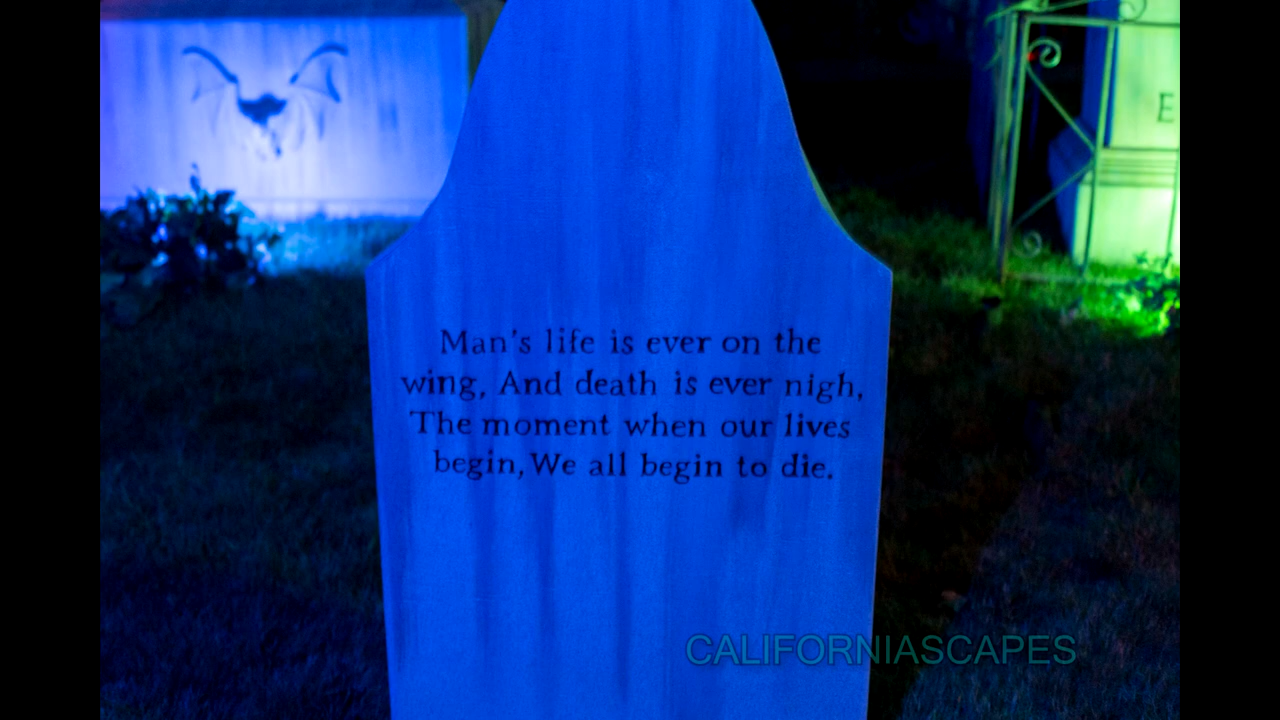 E
Man's life is ever on the
wing, And death is ever nigh,
The moment when our lives
begin, We all begin to die.
CALIFORNIASCAPES